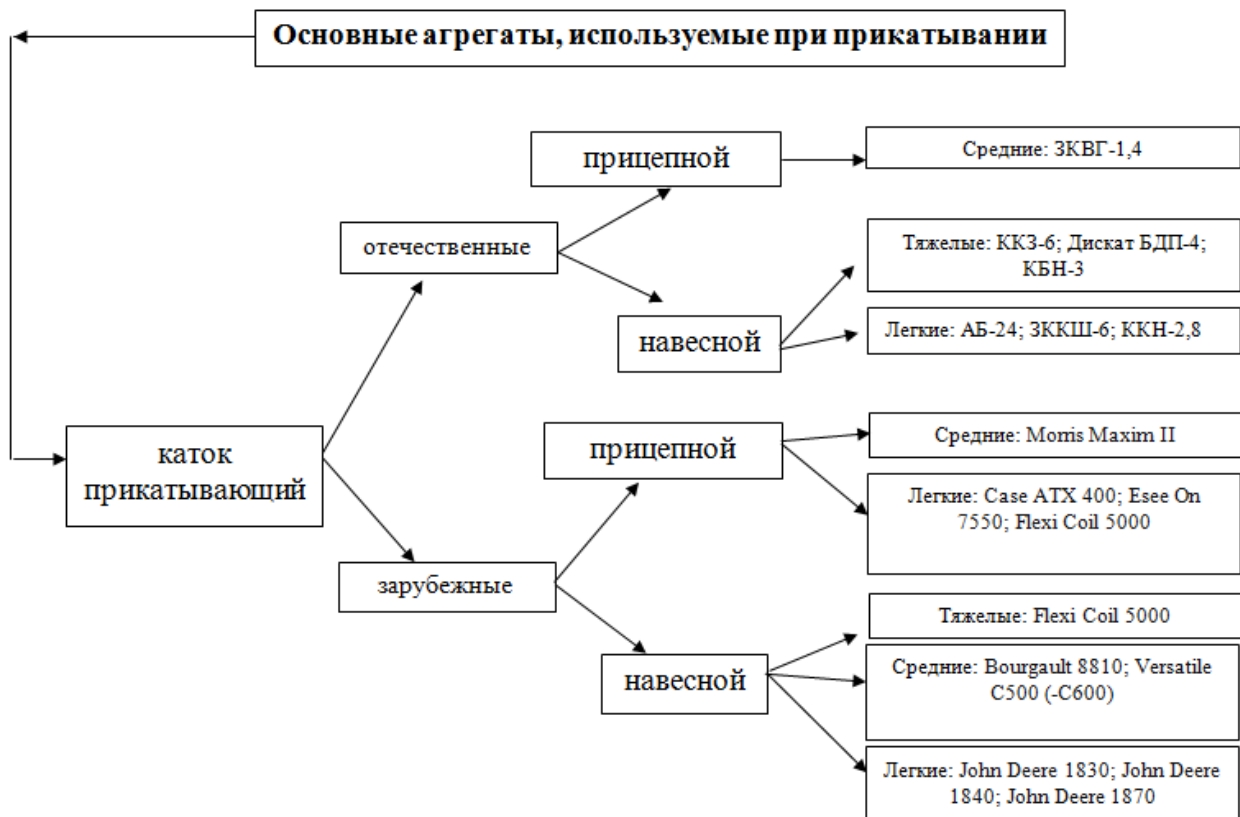 Основные агрегаты, используемые при прикатывании
прицепной
Средние: ЗКВГ-1,4
отечественные
Тяжелые: ККЗ-6; Дискат БДП-4;
КБН-3
навесной
Легкие: АБ-24; ЗККШ-6; ККН-2,8
каток
прикатывающий
прицепной
Средние: Morris Maxim II
Легкие: Case ATX 400; Esee On
7550; Flexi Coil 5000
зарубежные
навесной
Тяжелые: Flexi Coil 5000
Средние: Bourgault 8810; Versatile
C500 (-C600)
Легкие: John Deere 1830; John Deere
1840; John Deere 1870